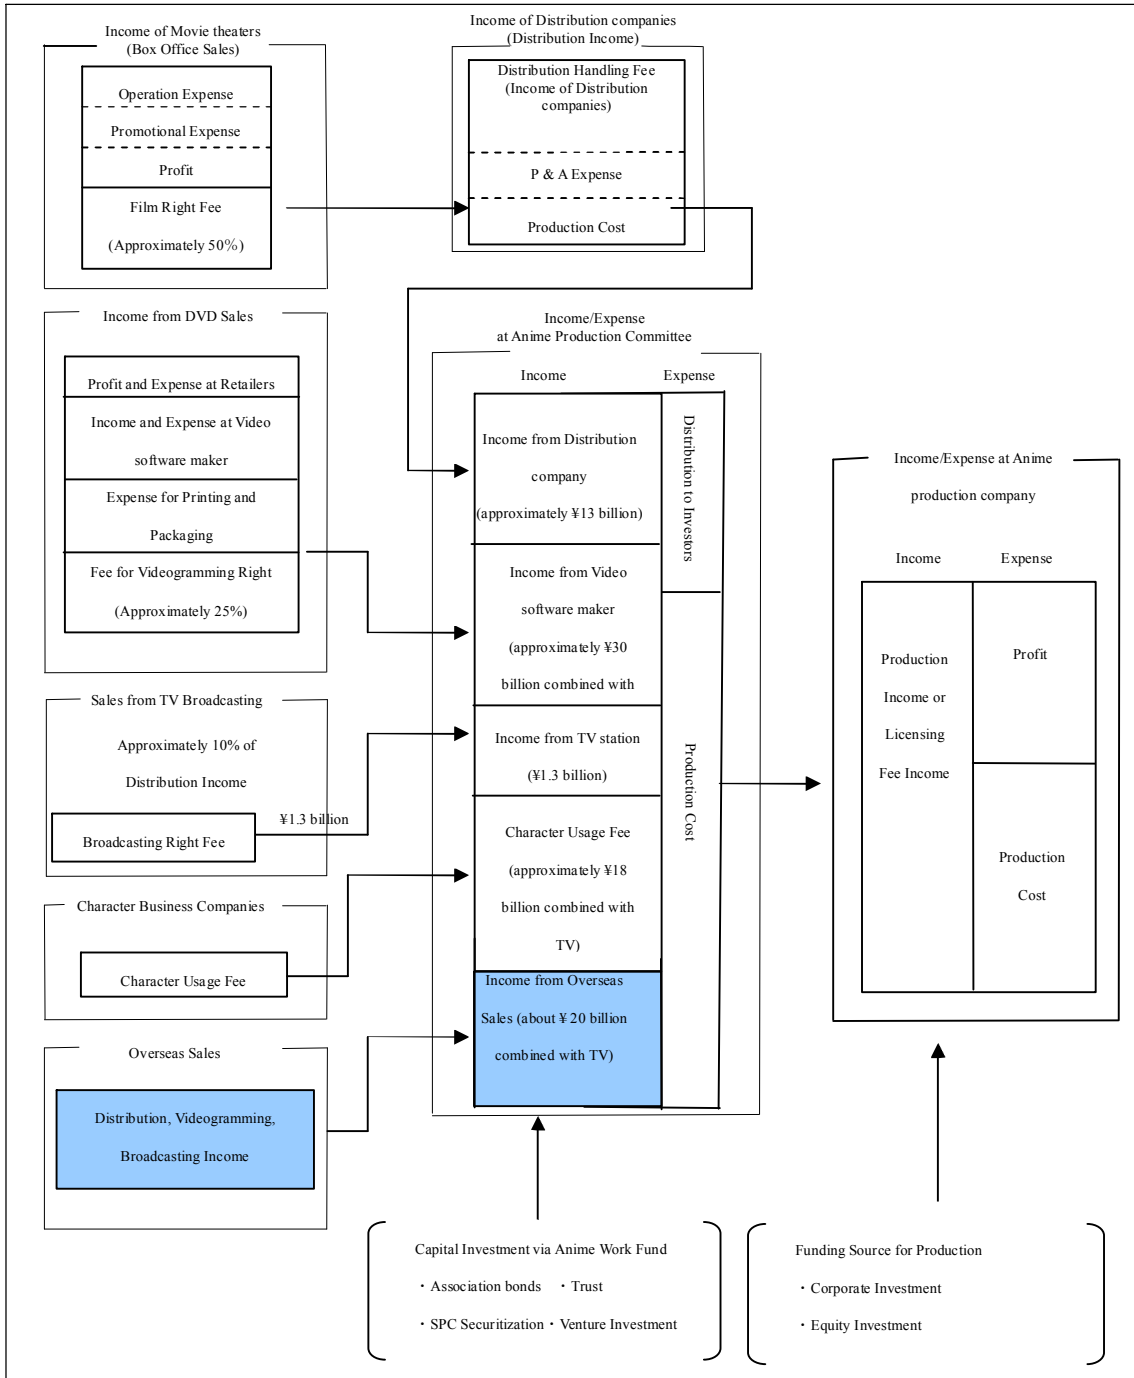 Income of Movie theaters
(Box Office Sales)
Operation Expense
Promotional Expense
Profit
Film Right Fee
(Approximately 50%)
Income of Distribution companies
(Distribution Income)
Distribution Handling Fee
(Income of Distribution
companies)
P & A Expense
Production Cost
Income from DVD Sales
Profit and Expense at Retailers
Income and Expense at Video
software maker
Expense for Printing and
Packaging
Fee for Videogramming Right
(Approximately 25%)
Sales from TV Broadcasting
Approximately 10% of
Distribution Income
Broadcasting Right Fee
¥1.3 billion
Character Business Companies
Character Usage Fee
Overseas Sales
Distribution, Videogramming,
Broadcasting Income
Income/Expense
at Anime Production Committee
Income
Expense
Income from Distribution
company
(approximately ¥13 billion)
Income from Video
software maker
(approximately ¥30
billion combined with
Income from TV station
(¥1.3 billion)
Character Usage Fee
(approximately ¥18
billion combined with
TV)
Income from Overseas
Sales (about ¥ 20 billion
combined with TV)
Distribution to Investors
Production Cost
Income/Expense at Anime
production company
Income
Expense
Production
Income or
Licensing
Fee Income
Profit
Production
Cost
Capital Investment via Anime Work Fund
・Association bonds ・Trust
・SPC Securitization・Venture Investment
Funding Source for Production
・Corporate Investment
・Equity Investment